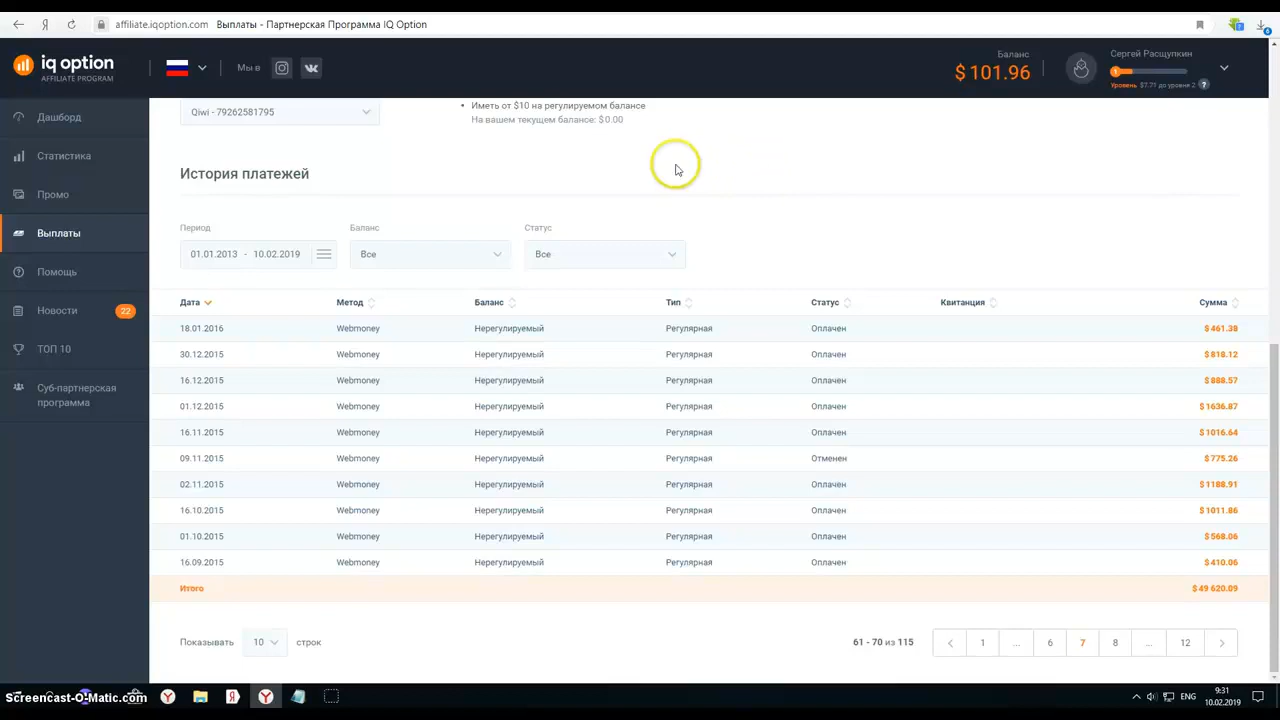 affiliate.iqoption.com Выплаты - Партнерская Программа IQ Option
6
iq option
AFFILIATE PROGRAM
Мы в
Баланс
$ 101.96
Сергей Расщупкин
1
Уровень $7.71 до уровня 2 ?
Дашборд
Статистика
Промо
Выплаты
Помощь
Новости 22
ТОП 10
Суб-партнерская
программа
Qiwi - 79262581795
• Иметь от $10 на регулируемом балансе
На вашем текущем балансе: $0.00
История платежей
Период Баланс Статус
01.01.2013 - 10.02.2019 Все Все
Дата Метод Баланс Тип Статус Квитанция Сумма
18.01.2016 Webmoney Нерегулируемый Регулярная Оплачен $ 461.38
30.12.2015 Webmoney Нерегулируемый Регулярная Оплачен $ 818.12
16.12.2015 Webmoney Нерегулируемый Регулярная Оплачен $ 888.57
01.12.2015 Webmoney Нерегулируемый Регулярная Оплачен $ 1636.87
16.11.2015 Webmoney Нерегулируемый Регулярная Оплачен $ 1016.64
09.11.2015 Webmoney Нерегулируемый Регулярная Отменен $ 775.26
02.11.2015 Webmoney Нерегулируемый Регулярная Оплачен $ 1188.91
16.10.2015 Webmoney Нерегулируемый Регулярная Оплачен $ 1011.86
01.10.2015 Webmoney Нерегулируемый Регулярная Оплачен $ 568.06
16.09.2015 Webmoney Нерегулируемый Регулярная Оплачен $ 410.06
Итого $ 49 620.09
Показывать 10 строк 61 - 70 из 115 1 ... 6 7 8 ... 12
Screencast-O-Matic.com
ENG
9:31
10.02.2019